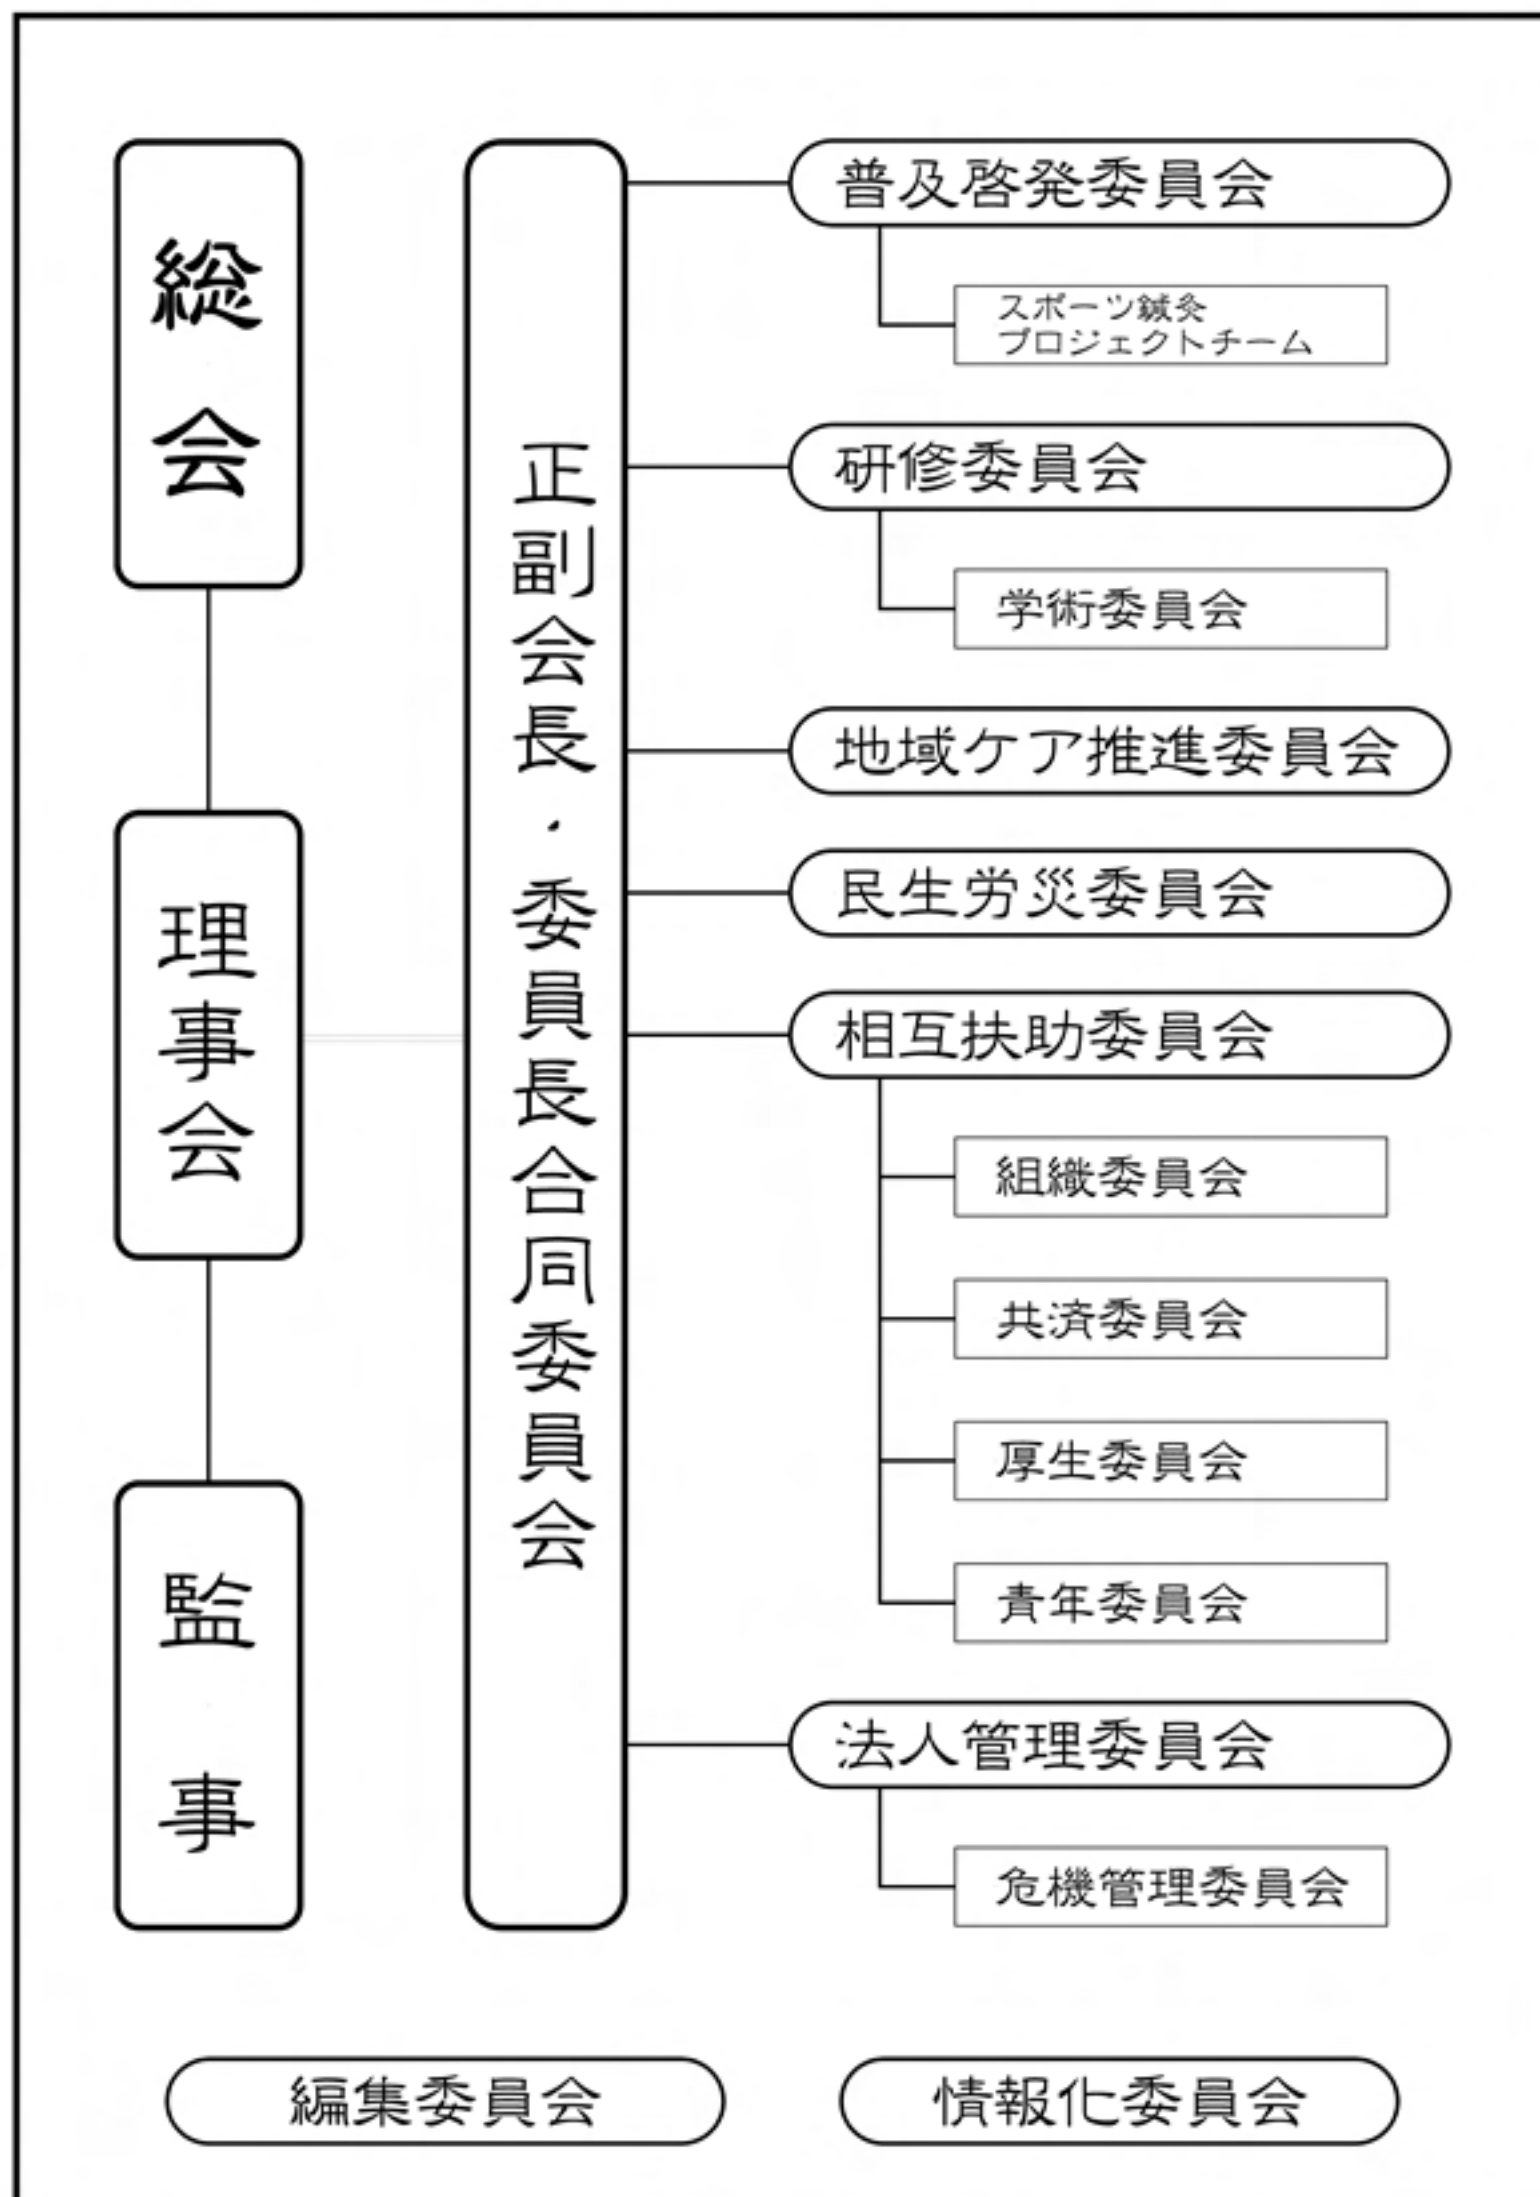 総会
理事会
監事
正副会長・委員長合同委員会
普及啓発委員会
スポーツ鍼灸
プロジェクトチーム
研修委員会
学術委員会
地域ケア推進委員会
民生労災委員会
相互扶助委員会
組織委員会
共済委員会
厚生委員会
青年委員会
法人管理委員会
危機管理委員会
編集委員会
情報化委員会